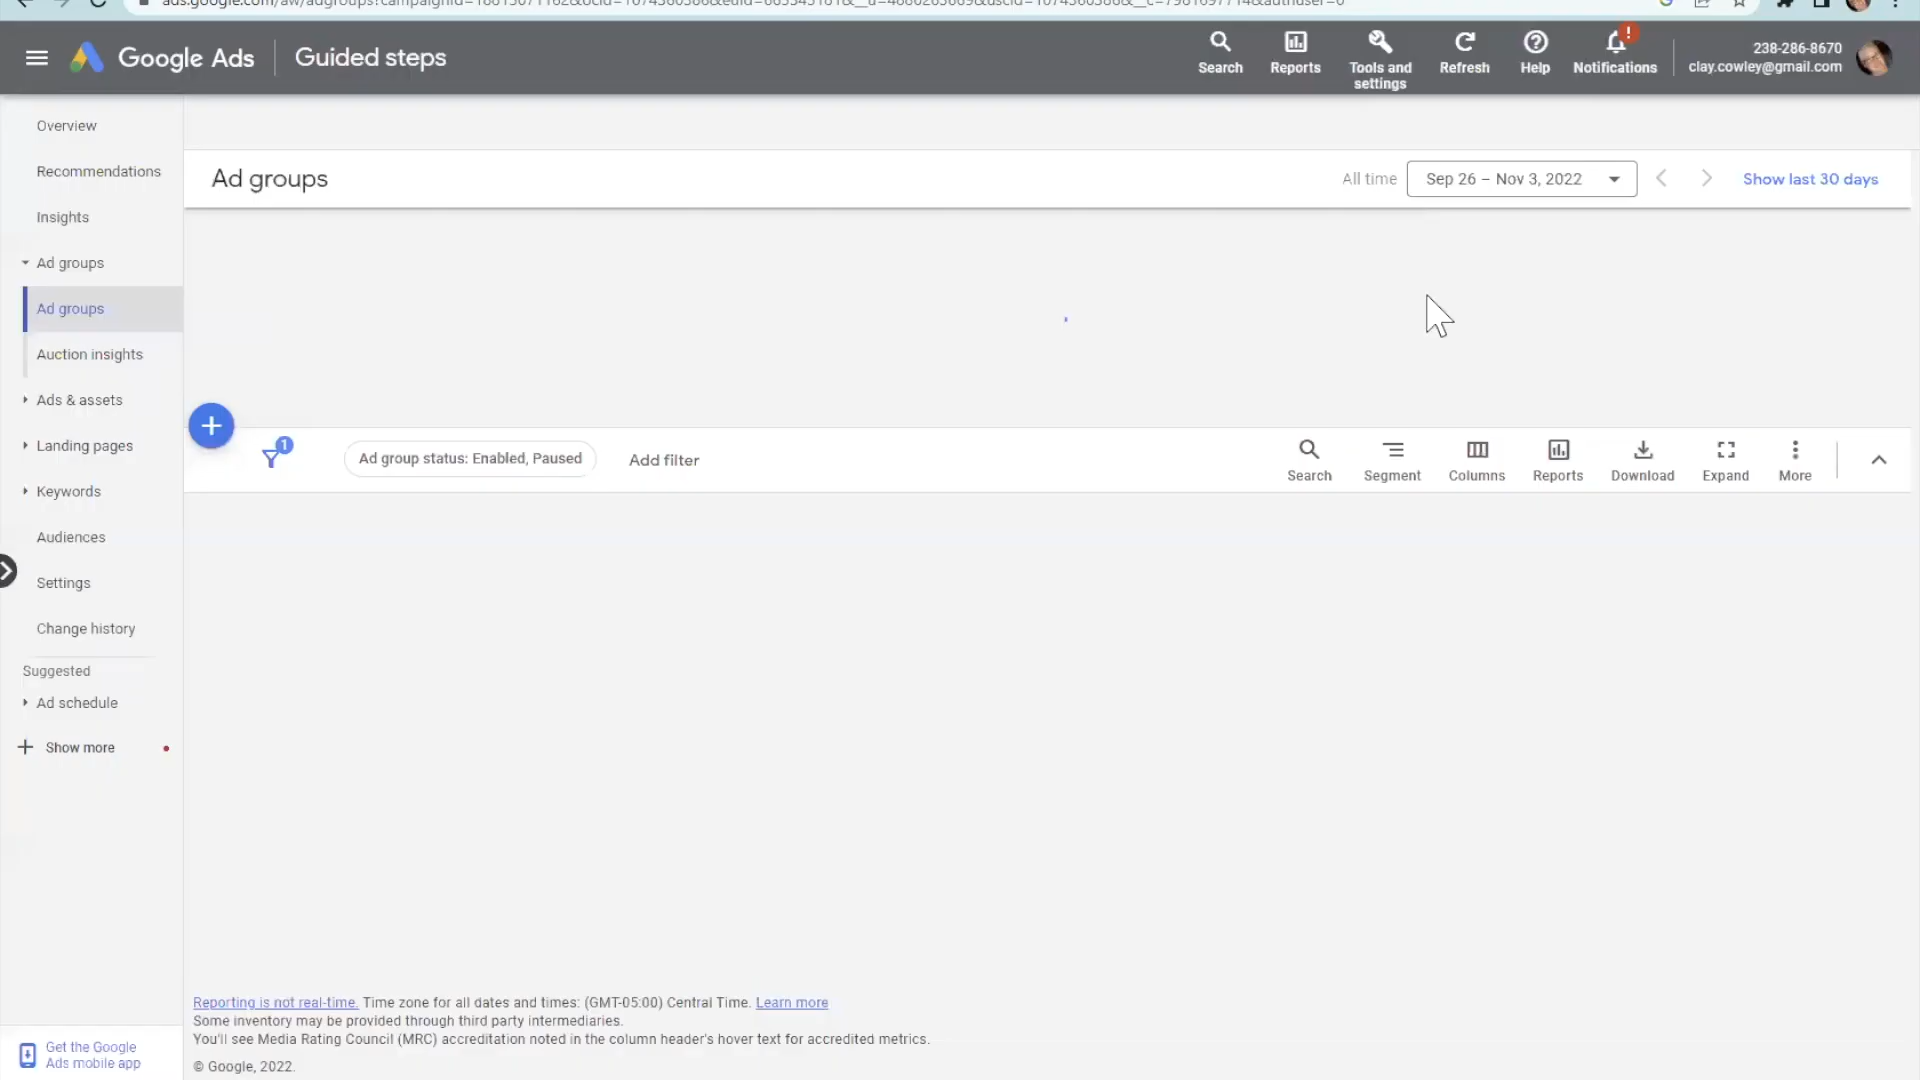 Google Ads
Guided steps
Search
Reports
Tools and
settings
Refresh
Help
!
Notifications
238-286-8670
clay.cowley@gmail.com
Overview
Recommendations
Insights
Ad groups
Ad groups
Auction insights
Ads & assets
Landing pages
Keywords
Audiences
Settings
Change history
Suggested
Ad schedule
Show more
Get the Google
Ads mobile app
Ad groups
All time
Sep 26 – Nov 3, 2022
Show last 30 days
1
Ad group status: Enabled, Paused
Add filter
Search
Segment
Columns
Reports
Download
Expand
More
Reporting is not real-time. Time zone for all dates and times: (GMT-05:00) Central Time. Learn more
Some inventory may be provided through third party intermediaries.
You'll see Media Rating Council (MRC) accreditation noted in the column header's hover text for accredited metrics.
© Google, 2022.